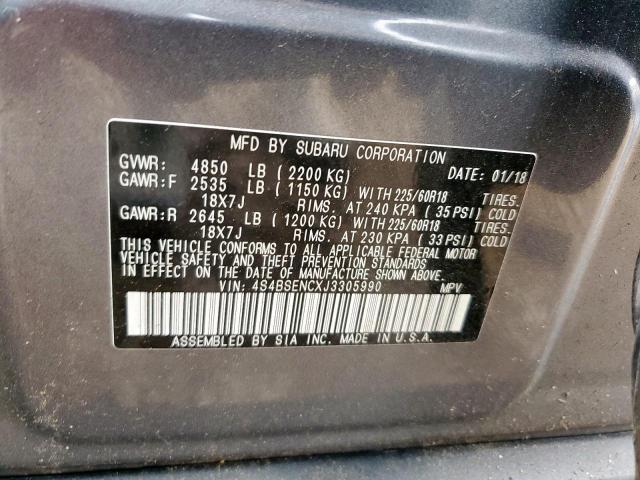 MFD BY SUBARU CORPORATION
GVWR: 4850 LB ( 2200 KG) DATE: 01/18
GAWR:F 2535 LB ( 1150 KG) WITH 225/60R18 TIRES.
18X7J RIMS. AT 240 KPA ( 35 PSI) COLD
GAWR:R 2645 LB ( 1200 KG) WITH 225/60R18 TIRES.
18X7J RIMS. AT 230 KPA ( 33 PSI) COLD
THIS VEHICLE CONFORMS TO ALL APPLICABLE FEDERAL MOTOR
VEHICLE SAFETY AND THEFT PREVENTION STANDARDS
IN EFFECT ON THE DATE OF MANUFACTURE SHOWN ABOVE.
VIN: 4S4BSENCXJ3305990 MPV
ASSEMBLED BY SIA INC. MADE IN U.S.A.